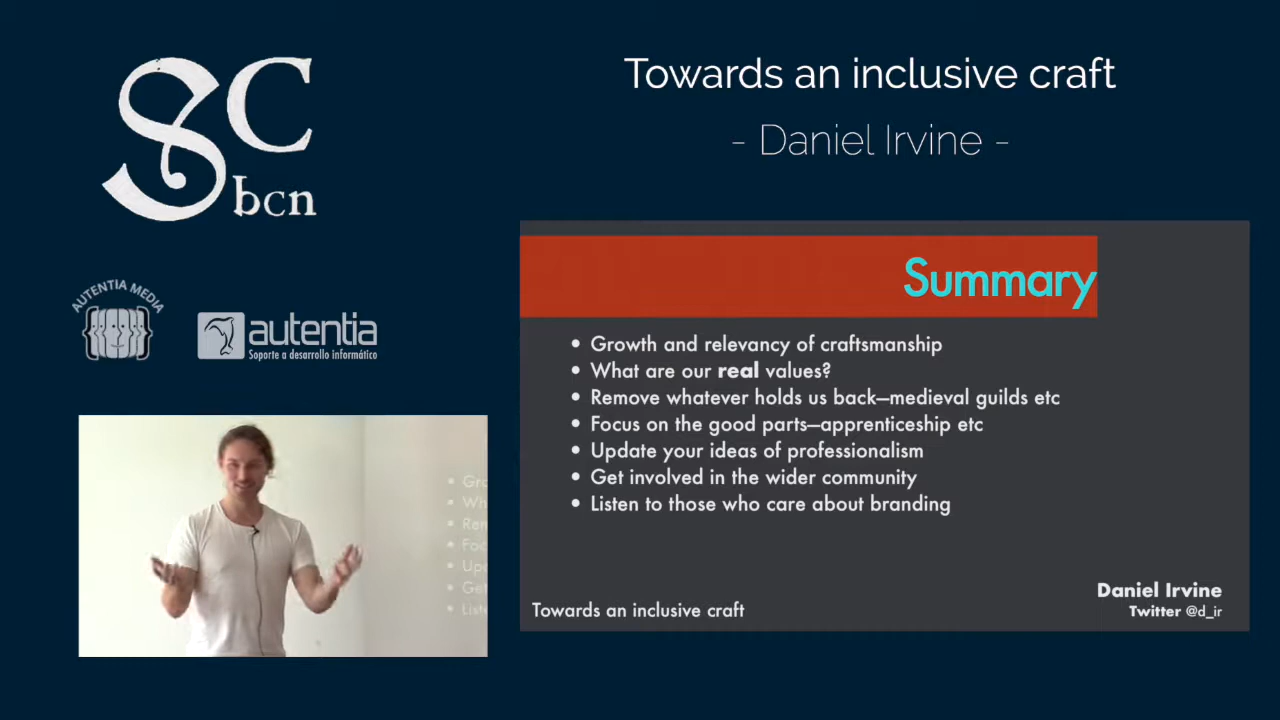 SC
bcn
Towards an inclusive craft
- Daniel Irvine -
AUTENTIA MEDIA
autentia
Soporte a desarrollo informático
Summary
• Growth and relevancy of craftsmanship
• What are our real values?
• Remove whatever holds us back—medieval guilds etc
• Focus on the good parts—apprenticeship etc
• Update your ideas of professionalism
• Get involved in the wider community
• Listen to those who care about branding
Daniel Irvine
Twitter @d_ir
Towards an inclusive craft